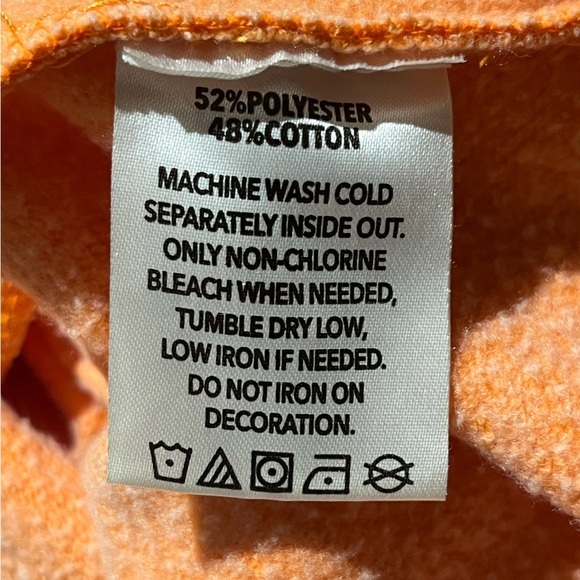 52%POLYESTER
48%COTTON
MACHINE WASH COLD
SEPARATELY INSIDE OUT.
ONLY NON-CHLORINE
BLEACH WHEN NEEDED,
TUMBLE DRY LOW,
LOW IRON IF NEEDED.
DO NOT IRON ON
DECORATION.